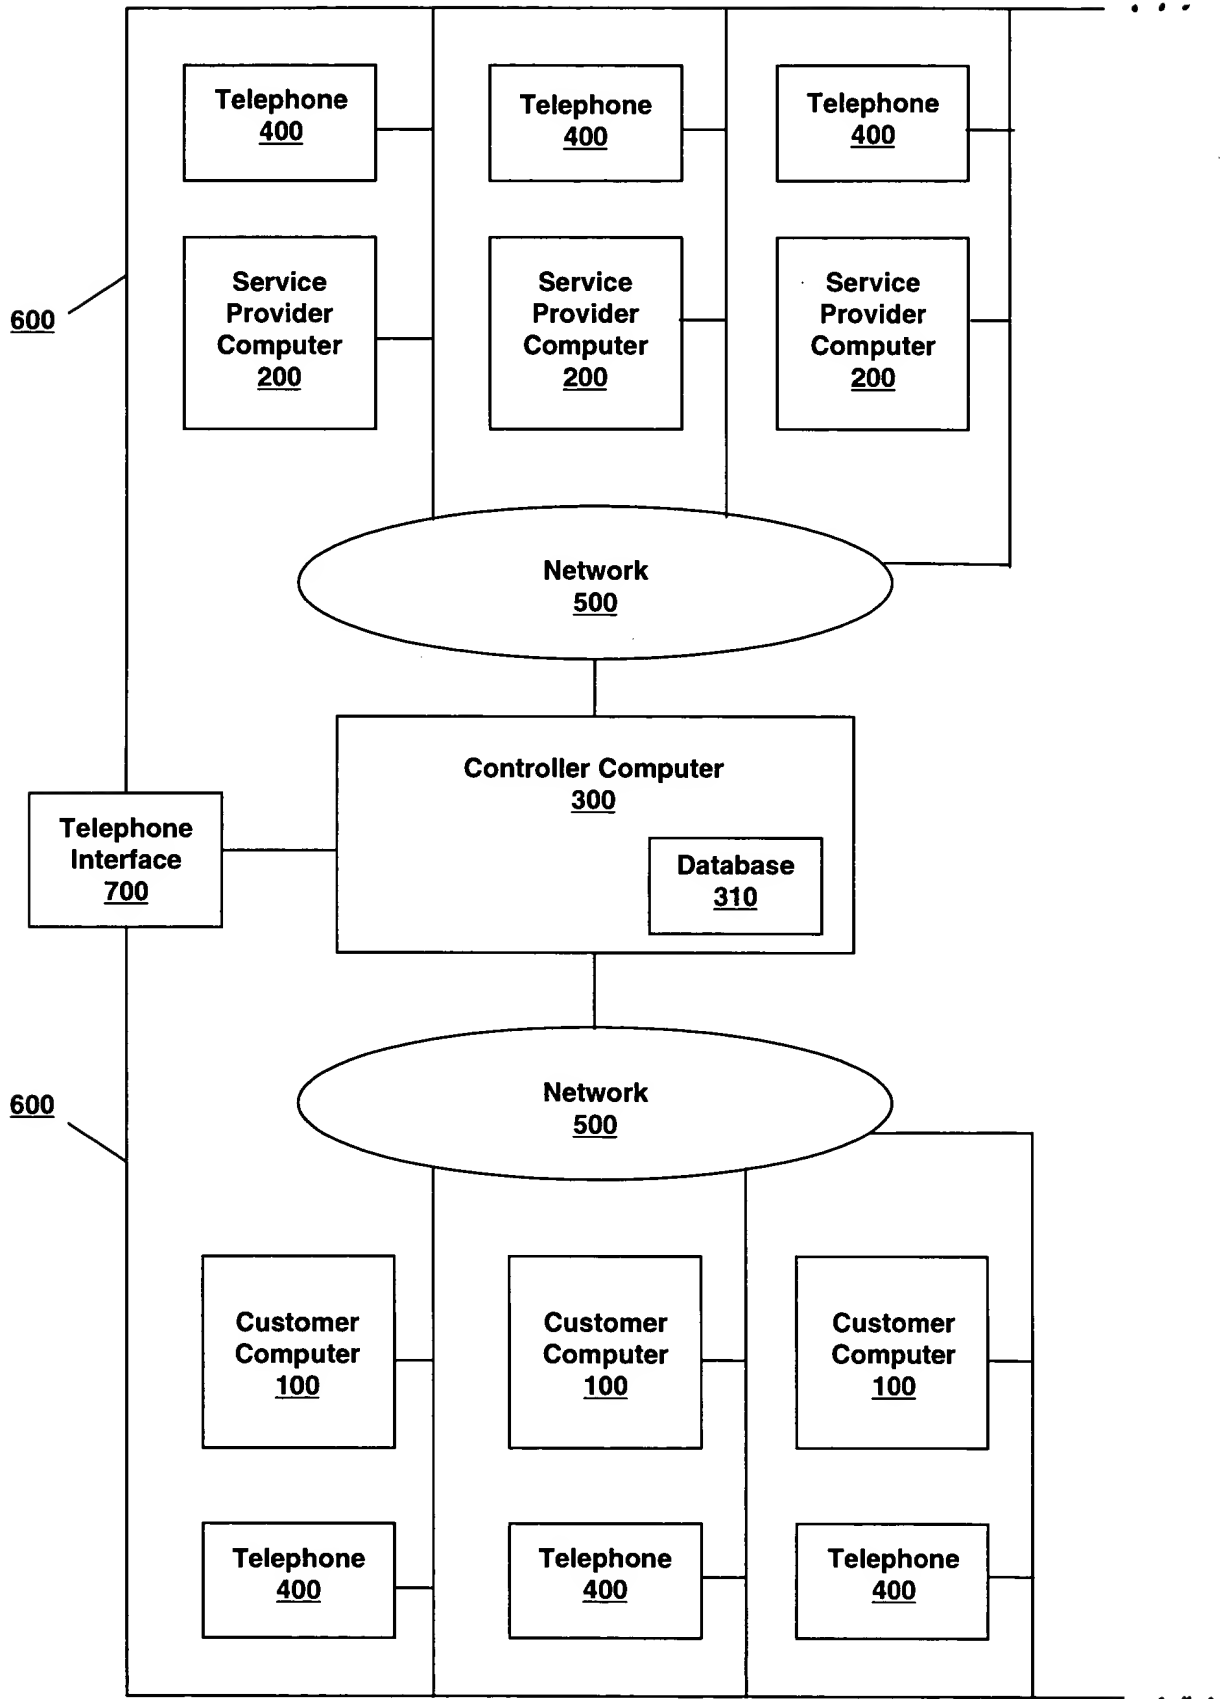 Telephone
400
Telephone
400
Telephone
400
Service
Provider
Computer
200
Service
Provider
Computer
200
Service
Provider
Computer
200
600
Network
500
Controller Computer
300
Telephone
Interface
700
Database
310
Network
500
600
Customer
Computer
100
Customer
Computer
100
Customer
Computer
100
Telephone
400
Telephone
400
Telephone
400